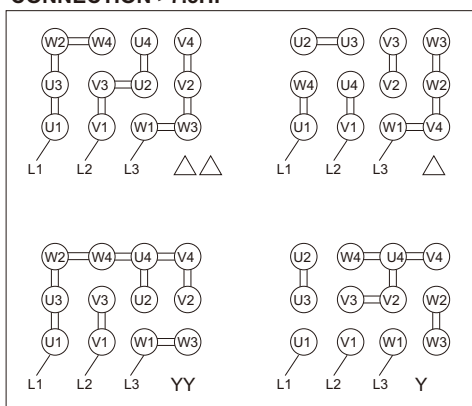 CONNECTION > 7.5HP
W2 W4 U4 V4
U3 V3 U2 V2
U1 V1 W1 W3
L1 L2 L3 △△
U2 U3 V3 W3
W4 U4 V2 W2
U1 V1 W1 V4
L1 L2 L3 △
W2 W4 U4 V4
U3 V3 U2 V2
U1 V1 W1 W3
L1 L2 L3 YY
U2 W4 U4 V4
U3 V3 V2 W2
U1 V1 W1 W3
L1 L2 L3 Y